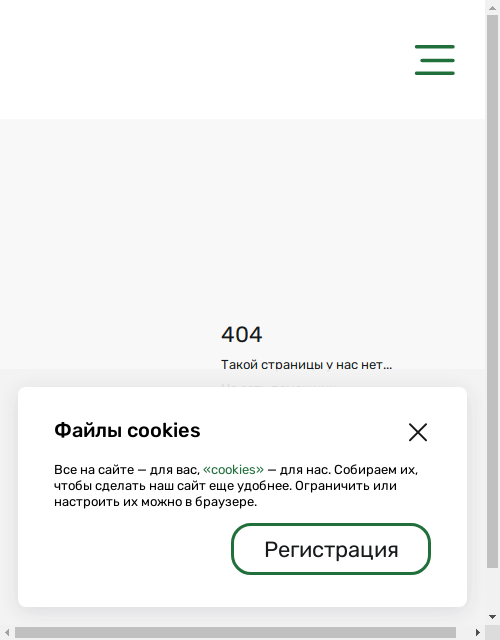 404
Такой страницы у нас нет...
Файлы cookies
Все на сайте — для вас, «cookies» — для нас. Собираем их,
чтобы сделать наш сайт еще удобнее. Ограничить или
настроить их можно в браузере.
Регистрация